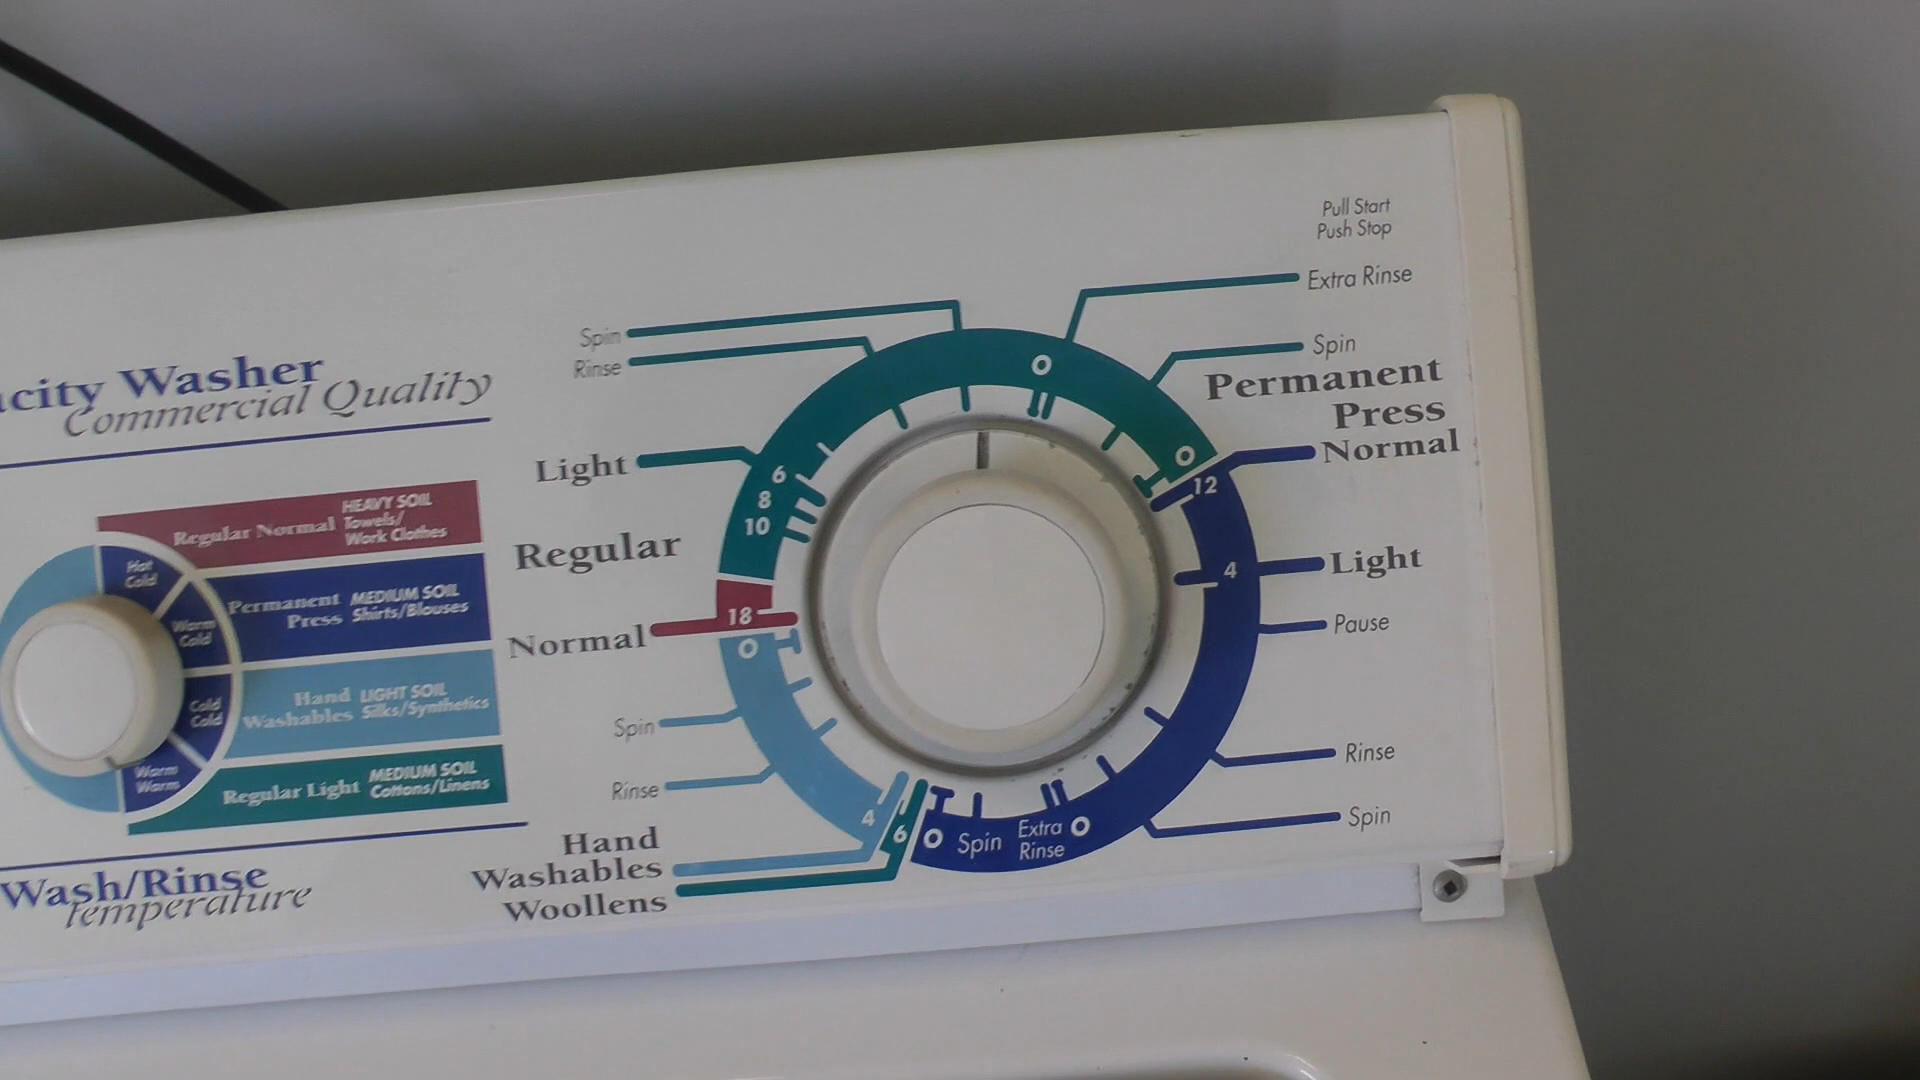 Pull Start
Push Stop
Extra Rinse
Spin
Rinse
Spin
Permanent
Press
Normal
Light
Pause
Rinse
Spin
Light
Regular
Normal
Spin
Rinse
Hand
Washables
Woollens
6
8
10
18
O
4
6
O
Spin
Extra
Rinse
O
4
12
O
O
Washer
Commercial Quality
Regular Normal
HEAVY SOIL
Towels/
Work Clothes
Permanent
Press
MEDIUM SOIL
Shirts/Blouses
Hand
Washables
LIGHT SOIL
Silks/Synthetics
Regular Light
MEDIUM SOIL
Cottons/Linens
Hot
Cold
Warm
Cold
Cold
Cold
Warm
Warm
Wash/Rinse
temperature